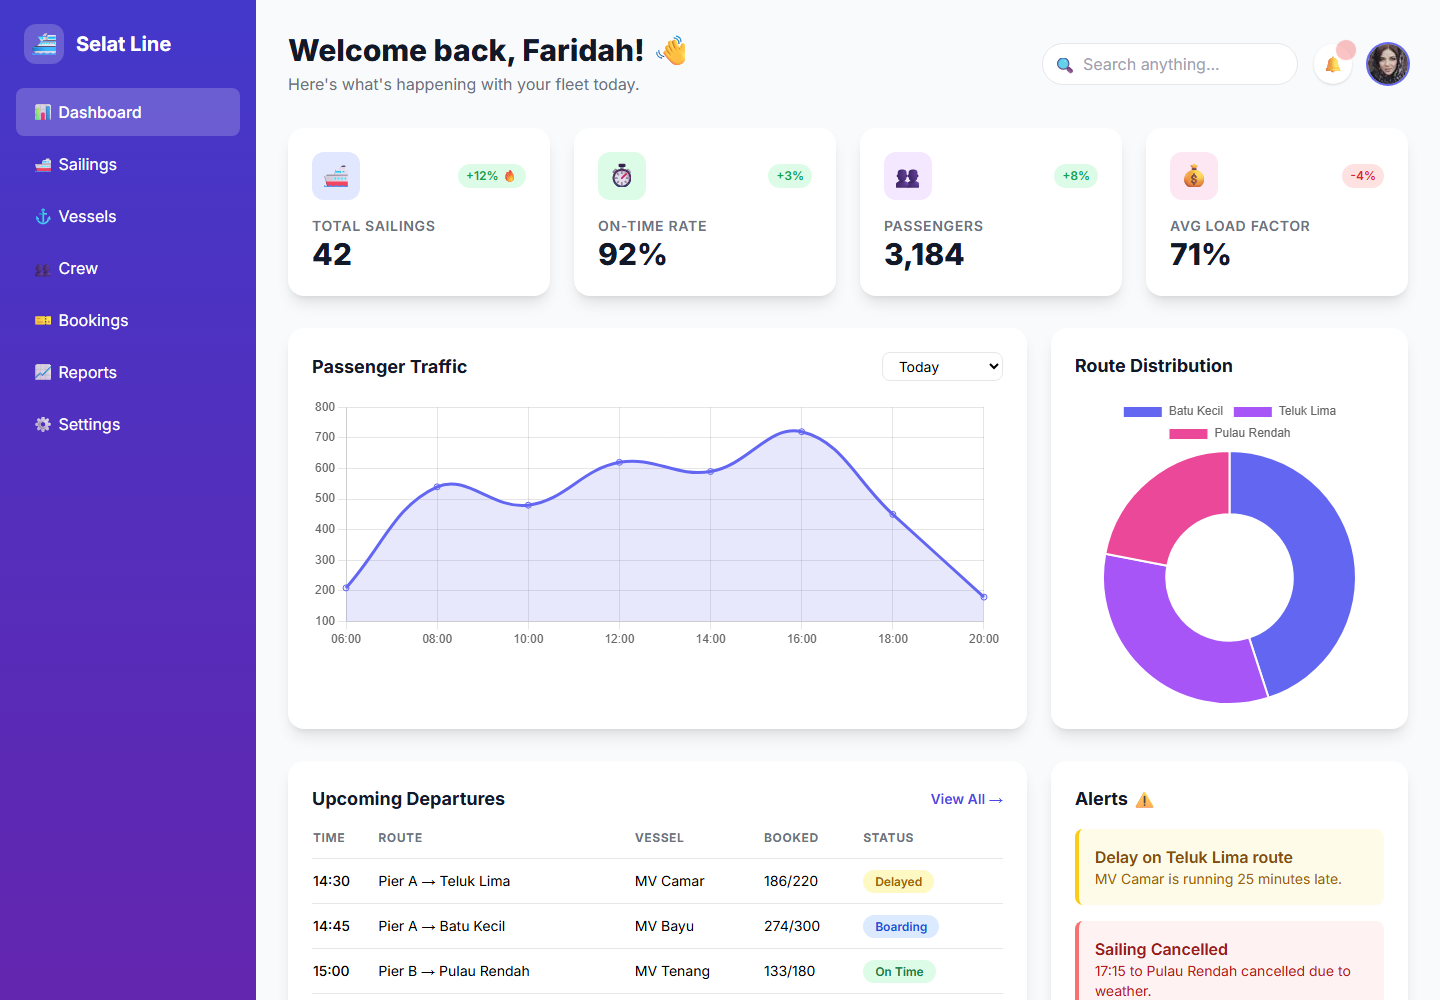 Selat Line
Dashboard
Sailings
Vessels
Crew
Bookings
Reports
Settings
Welcome back, Faridah! 👋
Here's what's happening with your fleet today.
Search anything...
+12% 🔥
TOTAL SAILINGS
42
+3%
ON-TIME RATE
92%
+8%
PASSENGERS
3,184
-4%
AVG LOAD FACTOR
71%
Passenger Traffic
Today
800
700
600
500
400
300
200
100
06:00 08:00 10:00 12:00 14:00 16:00 18:00 20:00
Route Distribution
Batu Kecil Teluk Lima
Pulau Rendah
Upcoming Departures
View All →
TIME ROUTE VESSEL BOOKED STATUS
14:30 Pier A → Teluk Lima MV Camar 186/220 Delayed
14:45 Pier A → Batu Kecil MV Bayu 274/300 Boarding
15:00 Pier B → Pulau Rendah MV Tenang 133/180 On Time
Alerts ⚠️
Delay on Teluk Lima route
MV Camar is running 25 minutes late.
Sailing Cancelled
17:15 to Pulau Rendah cancelled due to
weather.